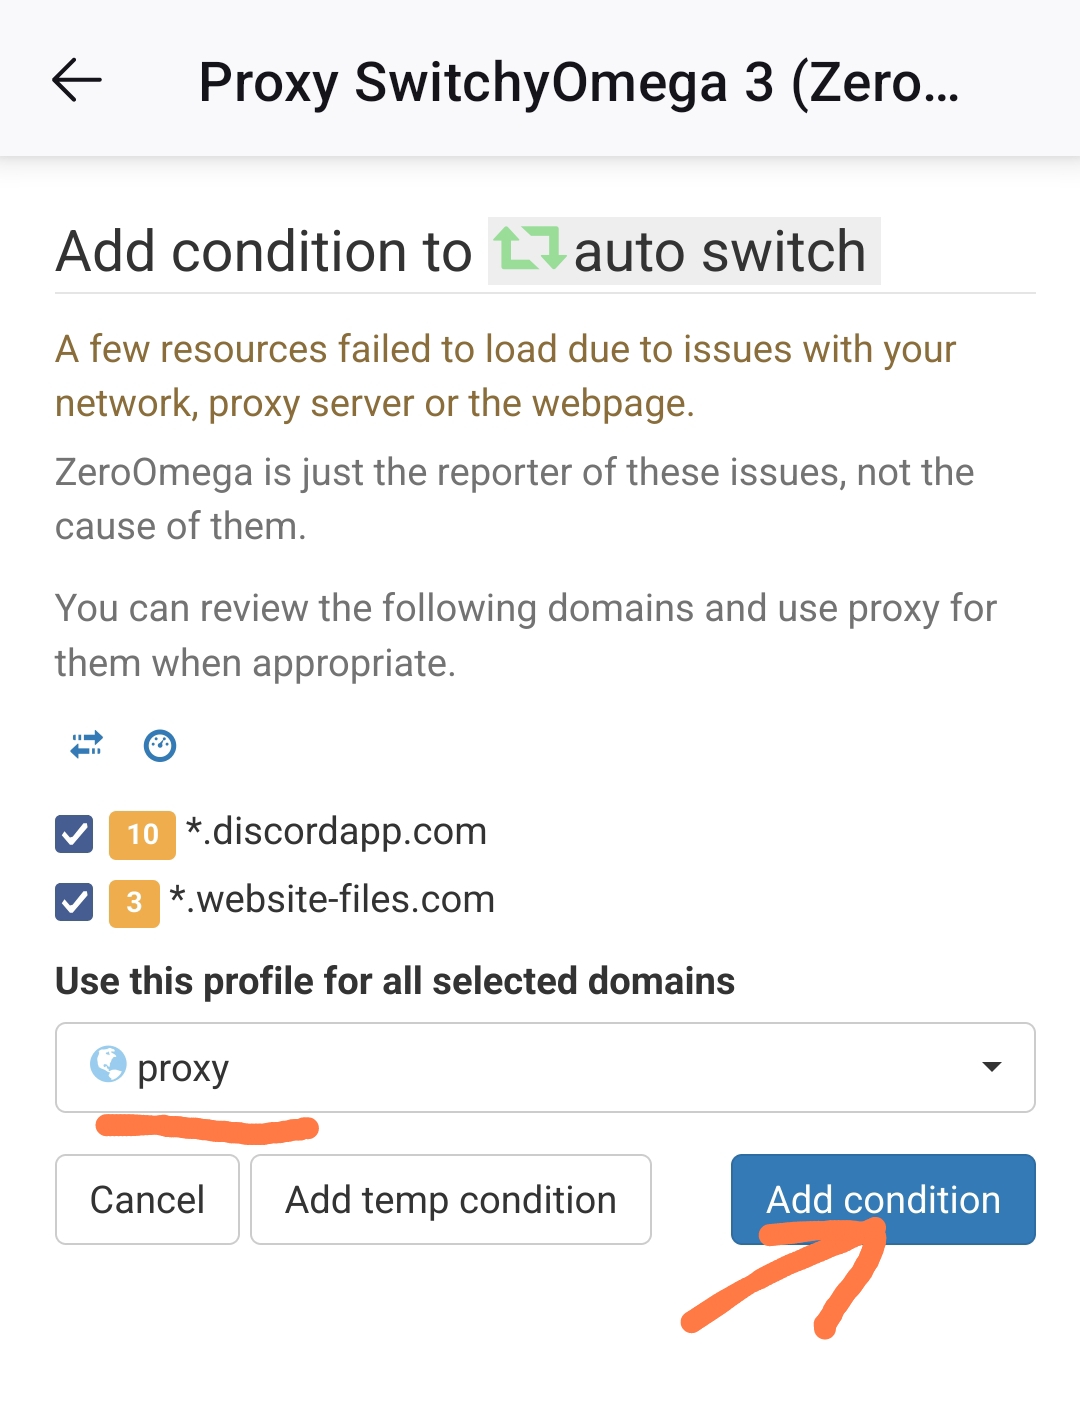 Proxy SwitchyOmega 3 (Zero...
Add condition to auto switch
A few resources failed to load due to issues with your
network, proxy server or the webpage.
ZeroOmega is just the reporter of these issues, not the
cause of them.
You can review the following domains and use proxy for
them when appropriate.
10 *.discordapp.com
3 *.website-files.com
Use this profile for all selected domains
proxy
Cancel Add temp condition Add condition